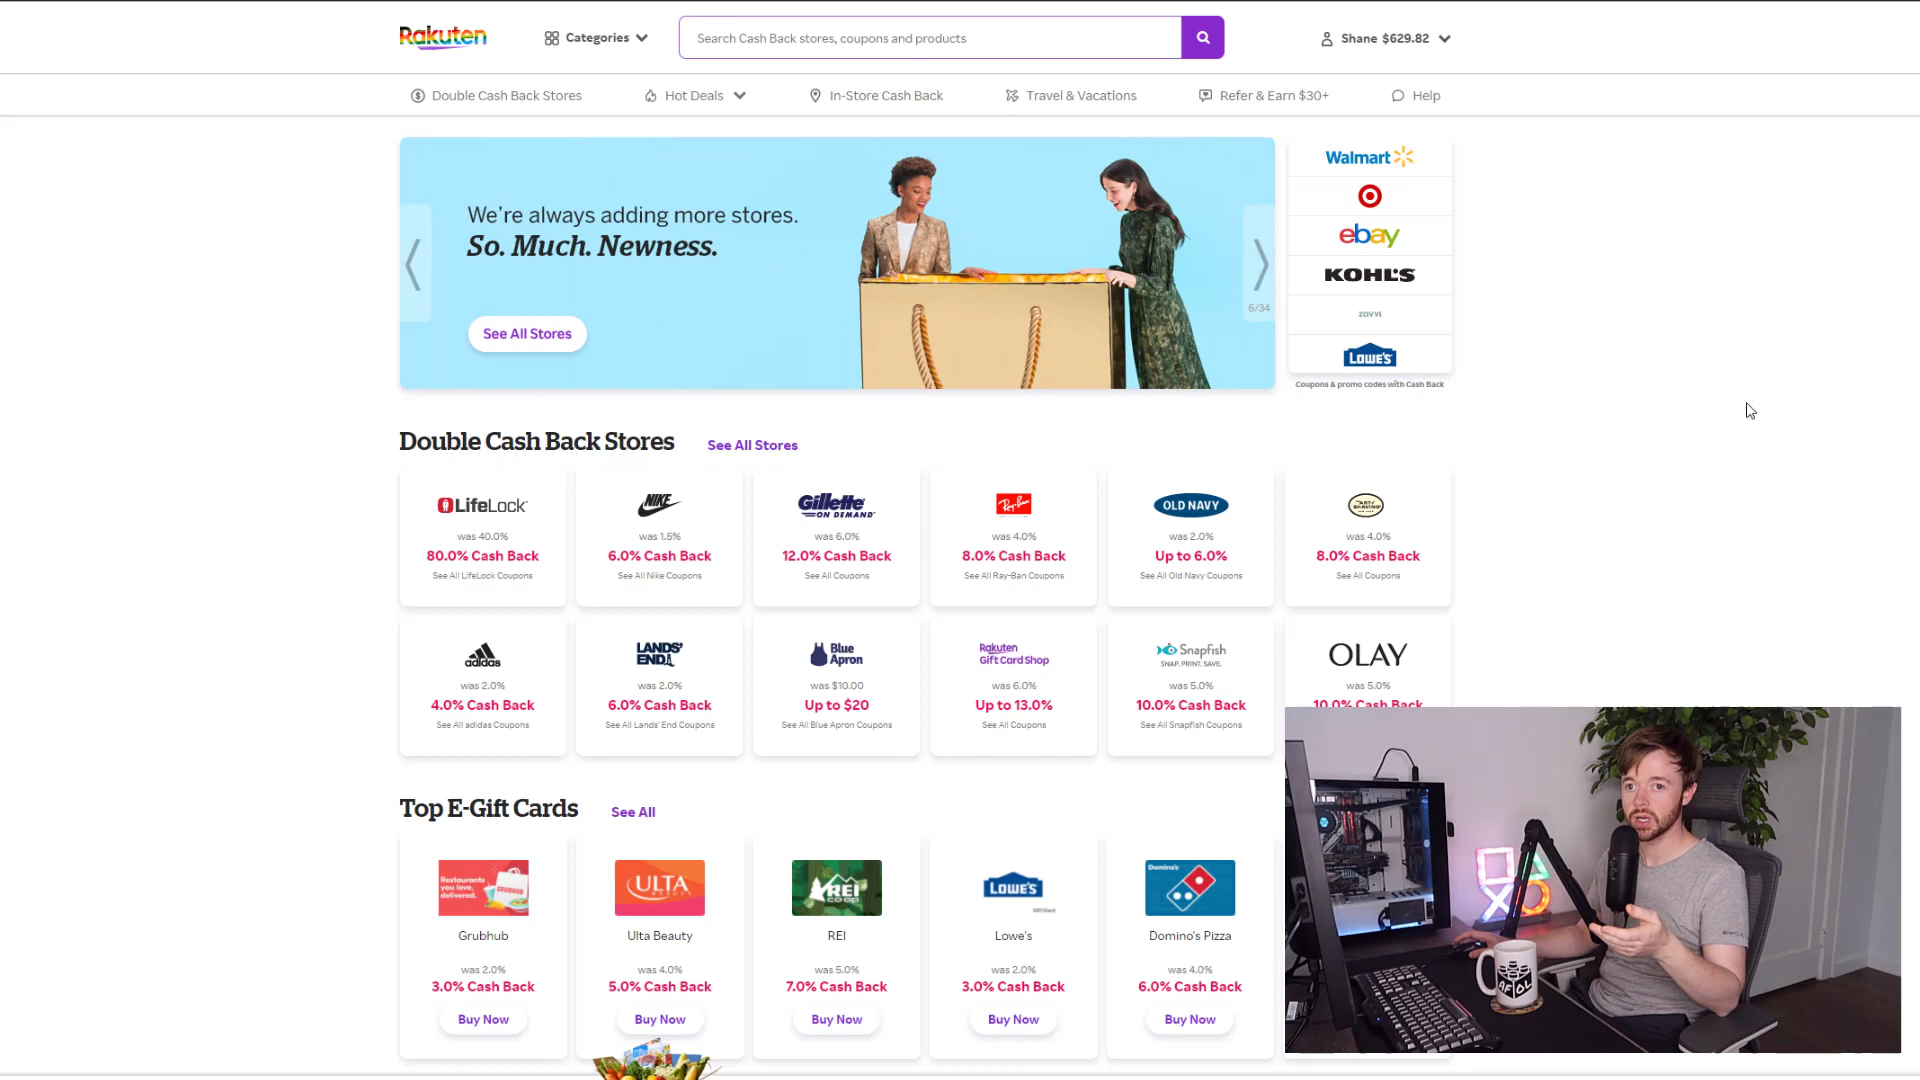 Rakuten
Categories
Search Cash Back stores, coupons and products
Shane $629.82
Double Cash Back Stores
Hot Deals
In-Store Cash Back
Travel & Vacations
Refer & Earn $30+
Help
We're always adding more stores.
So. Much. Newness.
See All Stores
6/34
Walmart
ebay
KOHL'S
zavvi
LOWE'S
Coupons & promo codes with Cash Back
Double Cash Back Stores
See All Stores
LifeLock
was 40.0%
80.0% Cash Back
See All LifeLock Coupons
NIKE
was 1.5%
6.0% Cash Back
See All Nike Coupons
Gillette
ON DEMAND
was 6.0%
12.0% Cash Back
See All Coupons
Ray-Ban
was 4.0%
8.0% Cash Back
See All Ray-Ban Coupons
OLD NAVY
was 2.0%
Up to 6.0%
See All Old Navy Coupons
THE ART OF SHAVING
was 4.0%
8.0% Cash Back
See All Coupons
adidas
was 2.0%
4.0% Cash Back
See All adidas Coupons
LANDS' END
was 2.0%
6.0% Cash Back
See All Lands' End Coupons
Blue Apron
was $10.00
Up to $20
See All Blue Apron Coupons
Rakuten
Gift Card Shop
was 6.0%
Up to 13.0%
See All Coupons
Snapfish
SNAP. PRINT. SAVE.
was 5.0%
10.0% Cash Back
See All Snapfish Coupons
OLAY
was 5.0%
10.0% Cash Back
Top E-Gift Cards
See All
Restaurants
you love,
delivered.
GRUBHUB
Grubhub
was 2.0%
3.0% Cash Back
Buy Now
ULTA
BEAUTY
Ulta Beauty
was 4.0%
5.0% Cash Back
Buy Now
REI
CO-OP
REI
was 5.0%
7.0% Cash Back
Buy Now
LOWE'S
Gift Card
Lowe's
was 2.0%
3.0% Cash Back
Buy Now
Domino's
Domino's Pizza
was 4.0%
6.0% Cash Back
Buy Now
AFOL